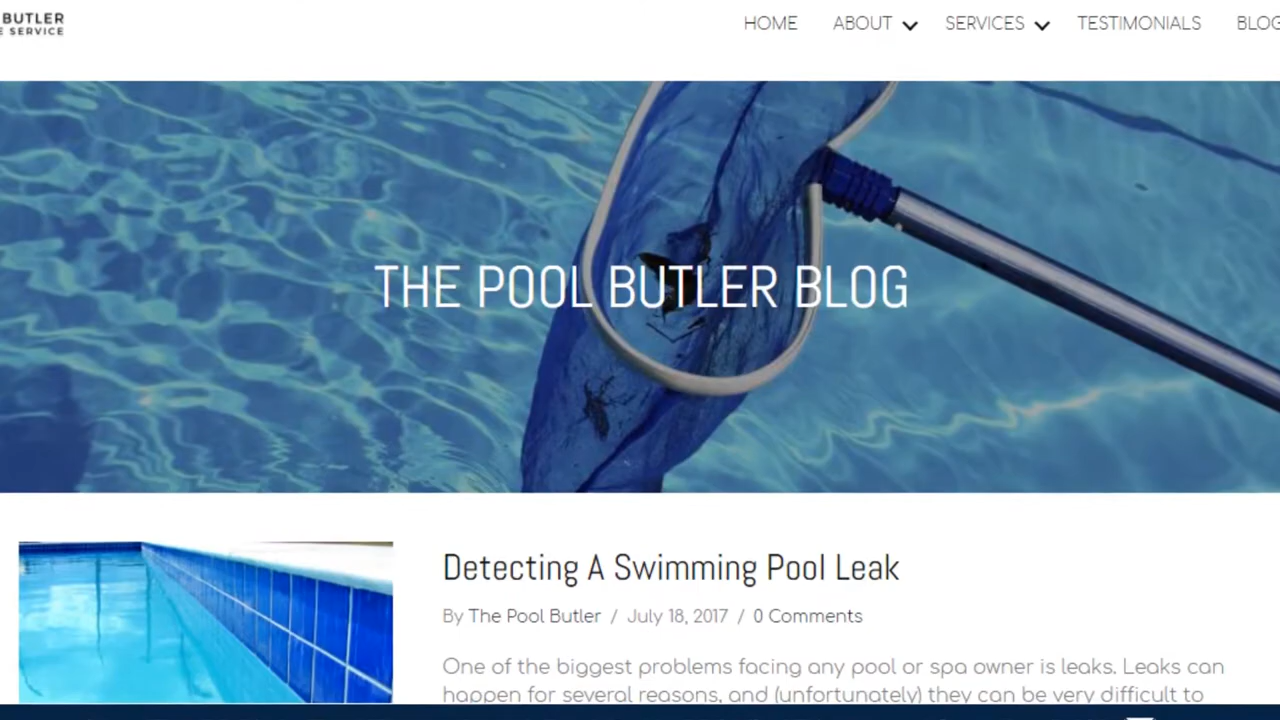 BUTLER
E SERVICE
HOME ABOUT SERVICES TESTIMONIALS BLOG
THE POOL BUTLER BLOG
Detecting A Swimming Pool Leak
By The Pool Butler / July 18, 2017 / 0 Comments
One of the biggest problems facing any pool or spa owner is leaks. Leaks can
happen for several reasons, and (unfortunately) they can be very difficult to